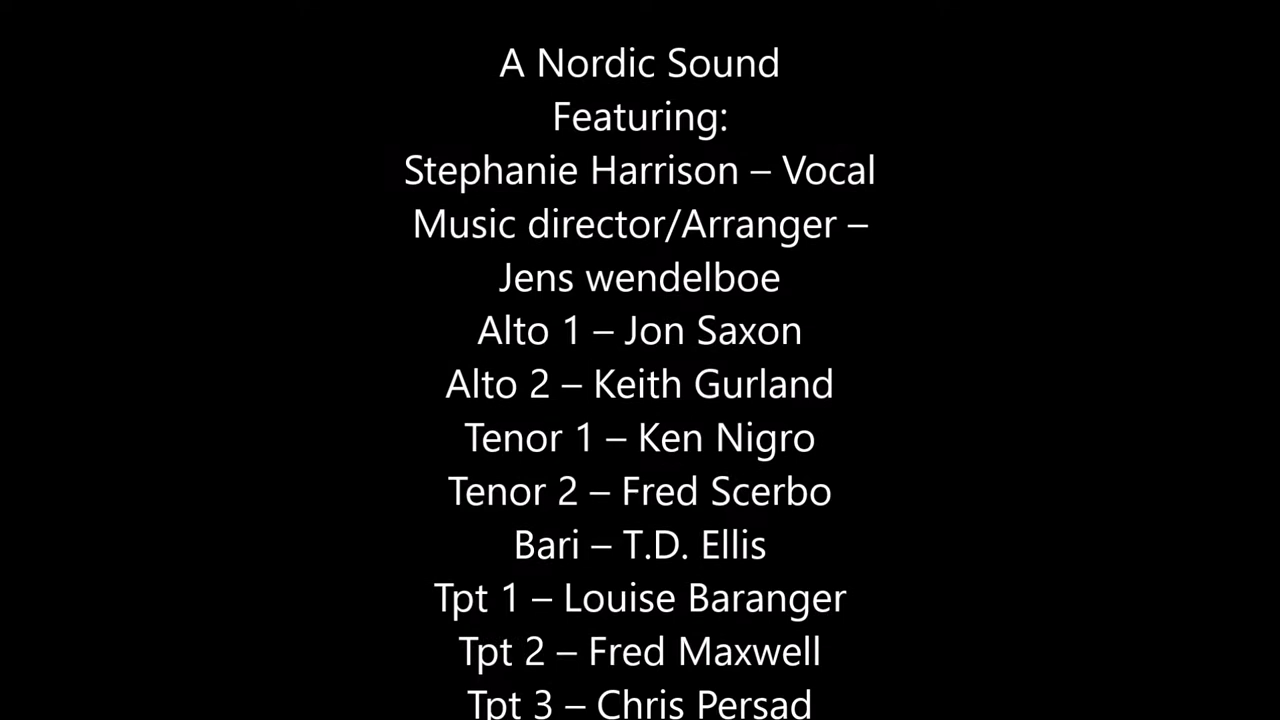 A Nordic Sound
Featuring:
Stephanie Harrison – Vocal
Music director/Arranger –
Jens wendelboe
Alto 1 – Jon Saxon
Alto 2 – Keith Gurland
Tenor 1 – Ken Nigro
Tenor 2 – Fred Scerbo
Bari – T.D. Ellis
Tpt 1 – Louise Baranger
Tpt 2 – Fred Maxwell
Tpt 3 – Chris Persad